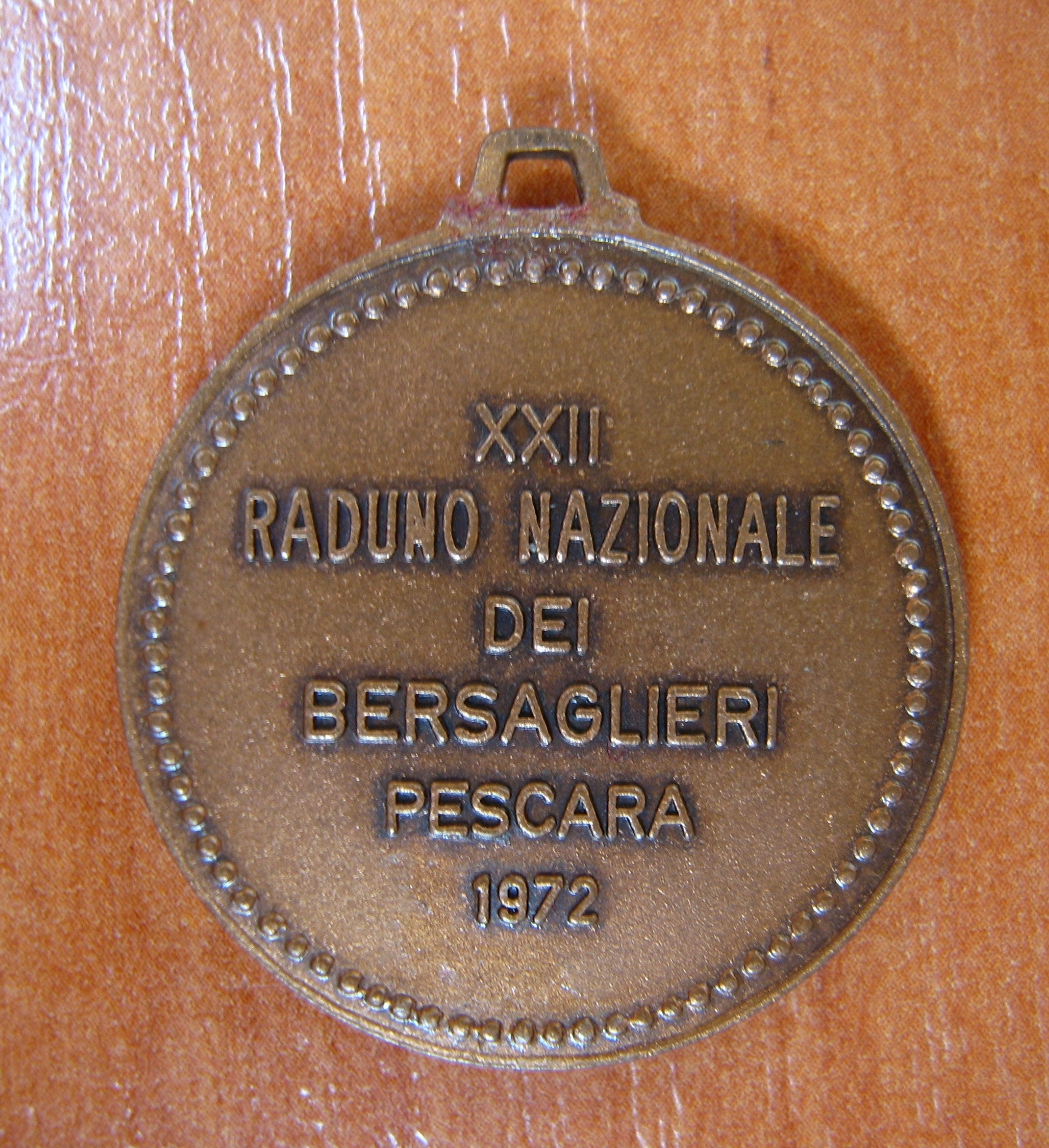 XXII
RADUNO NAZIONALE
DEI
BERSAGLIERI
PESCARA
1972